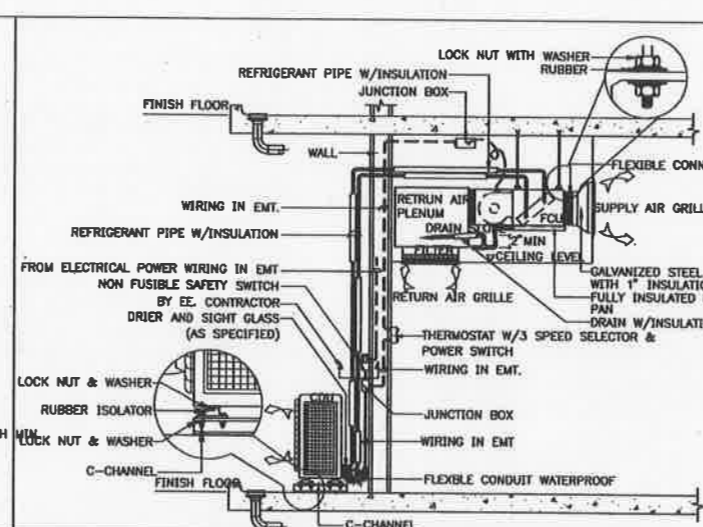 LOCK NUT WITH WASHER
RUBBER
REFRIGERANT PIPE W/INSULATION
JUNCTION BOX
FINISH FLOOR
WALL
FLEXIBLE CONN
WIRING IN EMT.
RETRUN AIR
PLENUM
FCU
SUPPLY AIR GRILL
REFRIGERANT PIPE W/INSULATION
DRAIN
2" MIN
FILTER
CEILING LEVEL
FROM ELECTRICAL POWER WIRING IN EMT
NON FUSIBLE SAFETY SWITCH
BY EE. CONTRACTOR
DRIER AND SIGHT GLASS
(AS SPECIFIED)
RETURN AIR GRILLE
GALVANIZED STEEL
WITH 1" INSULATIO
FULLY INSULATED
PAN
DRAIN W/INSULATI
THERMOSTAT W/3 SPEED SELECTOR &
POWER SWITCH
WIRING IN EMT.
LOCK NUT & WASHER
CDU
RUBBER ISOLATOR
JUNCTION BOX
H MIN
LOCK NUT & WASHER
WIRING IN EMT
C-CHANNEL
FINISH FLOOR
FLEXBLE CONDUIT WATERPROOF
C-CHANNEL